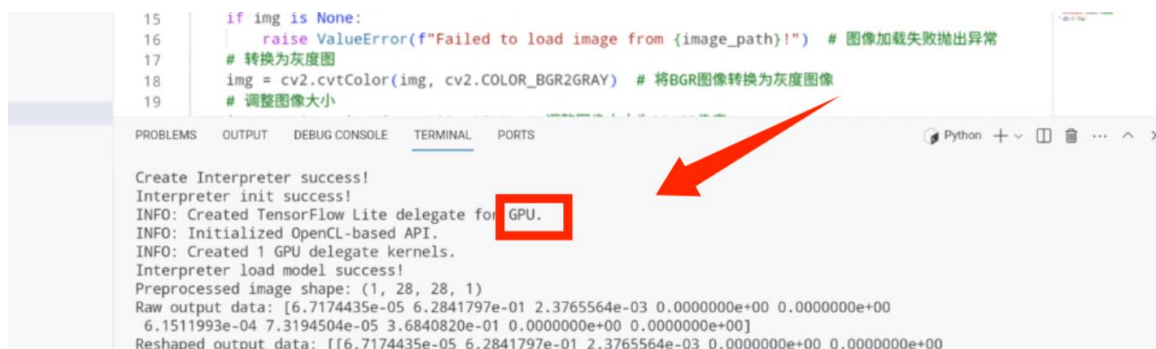 15 if img is None:
16 raise ValueError(f"Failed to load image from {image_path}!") # 图像加载失败抛出异常
17 # 转换为灰度图
18 img = cv2.cvtColor(img, cv2.COLOR_BGR2GRAY) # 将BGR图像转换为灰度图像
19 # 调整图像大小
PROBLEMS OUTPUT DEBUG CONSOLE TERMINAL PORTS Python
Create Interpreter success!
Interpreter init success!
INFO: Created TensorFlow Lite delegate for GPU.
INFO: Initialized OpenCL-based API.
INFO: Created 1 GPU delegate kernels.
Interpreter load model success!
Preprocessed image shape: (1, 28, 28, 1)
Raw output data: [6.7174435e-05 6.2841797e-01 2.3765564e-03 0.0000000e+00 0.0000000e+00
6.1511993e-04 7.3194504e-05 3.6840820e-01 0.0000000e+00 0.0000000e+00]
Reshaped output data: [[6.7174435e-05 6.2841797e-01 2.3765564e-03 0.0000000e+00 0.0000000e+00